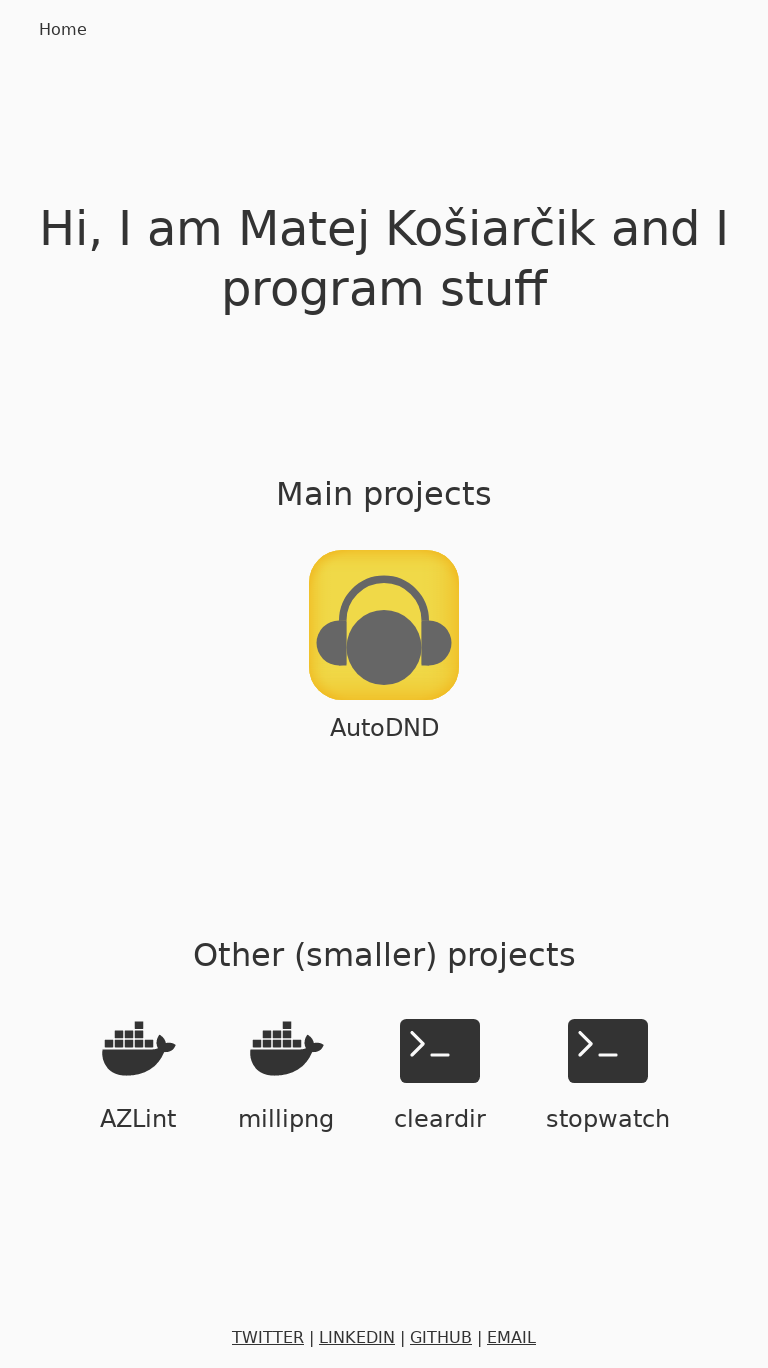 Home
Hi, I am Matej Košiarčik and I
program stuff
Main projects
AutoDND
Other (smaller) projects
AZLint
millipng
cleardir
stopwatch
TWITTER | LINKEDIN | GITHUB | EMAIL